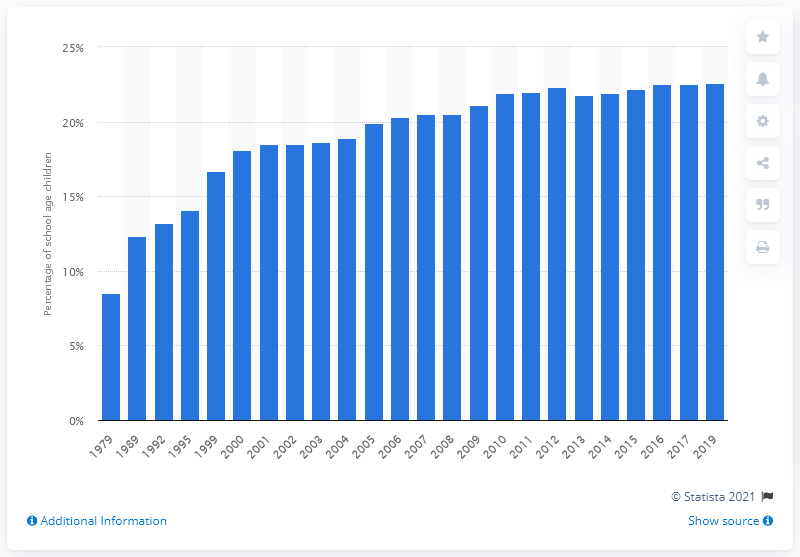 25%
20%
15%
10%
5%
0%
Percentage of school age children
1979 1989 1992 1995 1999 2000 2001 2002 2003 2004 2005 2006 2007 2008 2009 2010 2011 2012 2013 2014 2015 2016 2017 2019
© Statista 2021
Additional Information
Show source